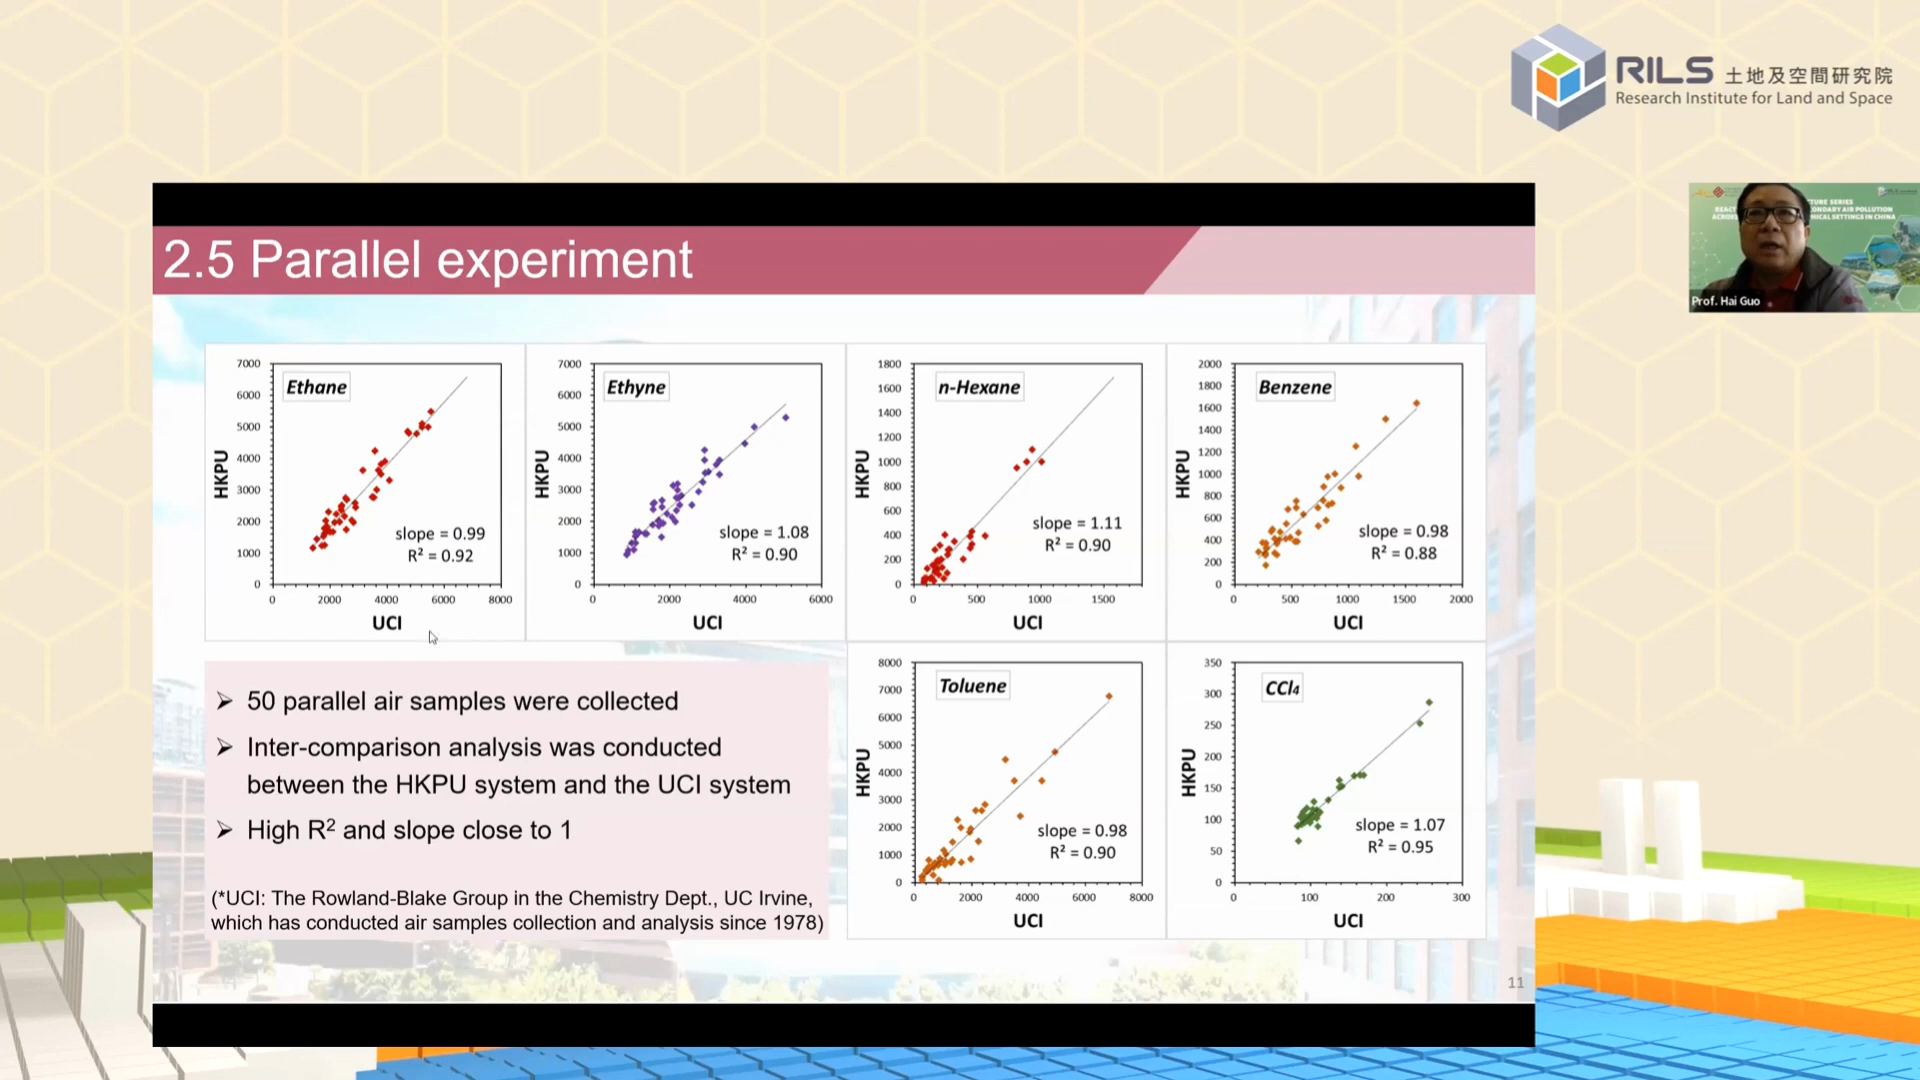 RILS 土地及空間研究院
Research Institute for Land and Space
Prof. Hai Guo
2.5 Parallel experiment
Ethane
7000
6000
5000
4000
3000
2000
1000
0
0 2000 4000 6000 8000
HKPU
UCI
slope = 0.99
R² = 0.92
Ethyne
7000
6000
5000
4000
3000
2000
1000
0
0 2000 4000 6000
HKPU
UCI
slope = 1.08
R² = 0.90
n-Hexane
1800
1600
1400
1200
1000
800
600
400
200
0
0 500 1000 1500
HKPU
UCI
slope = 1.11
R² = 0.90
Benzene
2000
1800
1600
1400
1200
1000
800
600
400
200
0
0 500 1000 1500 2000
HKPU
UCI
slope = 0.98
R² = 0.88
➢ 50 parallel air samples were collected
➢ Inter-comparison analysis was conducted
between the HKPU system and the UCI system
➢ High R² and slope close to 1
(*UCI: The Rowland-Blake Group in the Chemistry Dept., UC Irvine,
which has conducted air samples collection and analysis since 1978)
Toluene
8000
7000
6000
5000
4000
3000
2000
1000
0
0 2000 4000 6000 8000
HKPU
UCI
slope = 0.98
R² = 0.90
CCl₄
350
300
250
200
150
100
50
0
0 100 200 300
HKPU
UCI
slope = 1.07
R² = 0.95
11